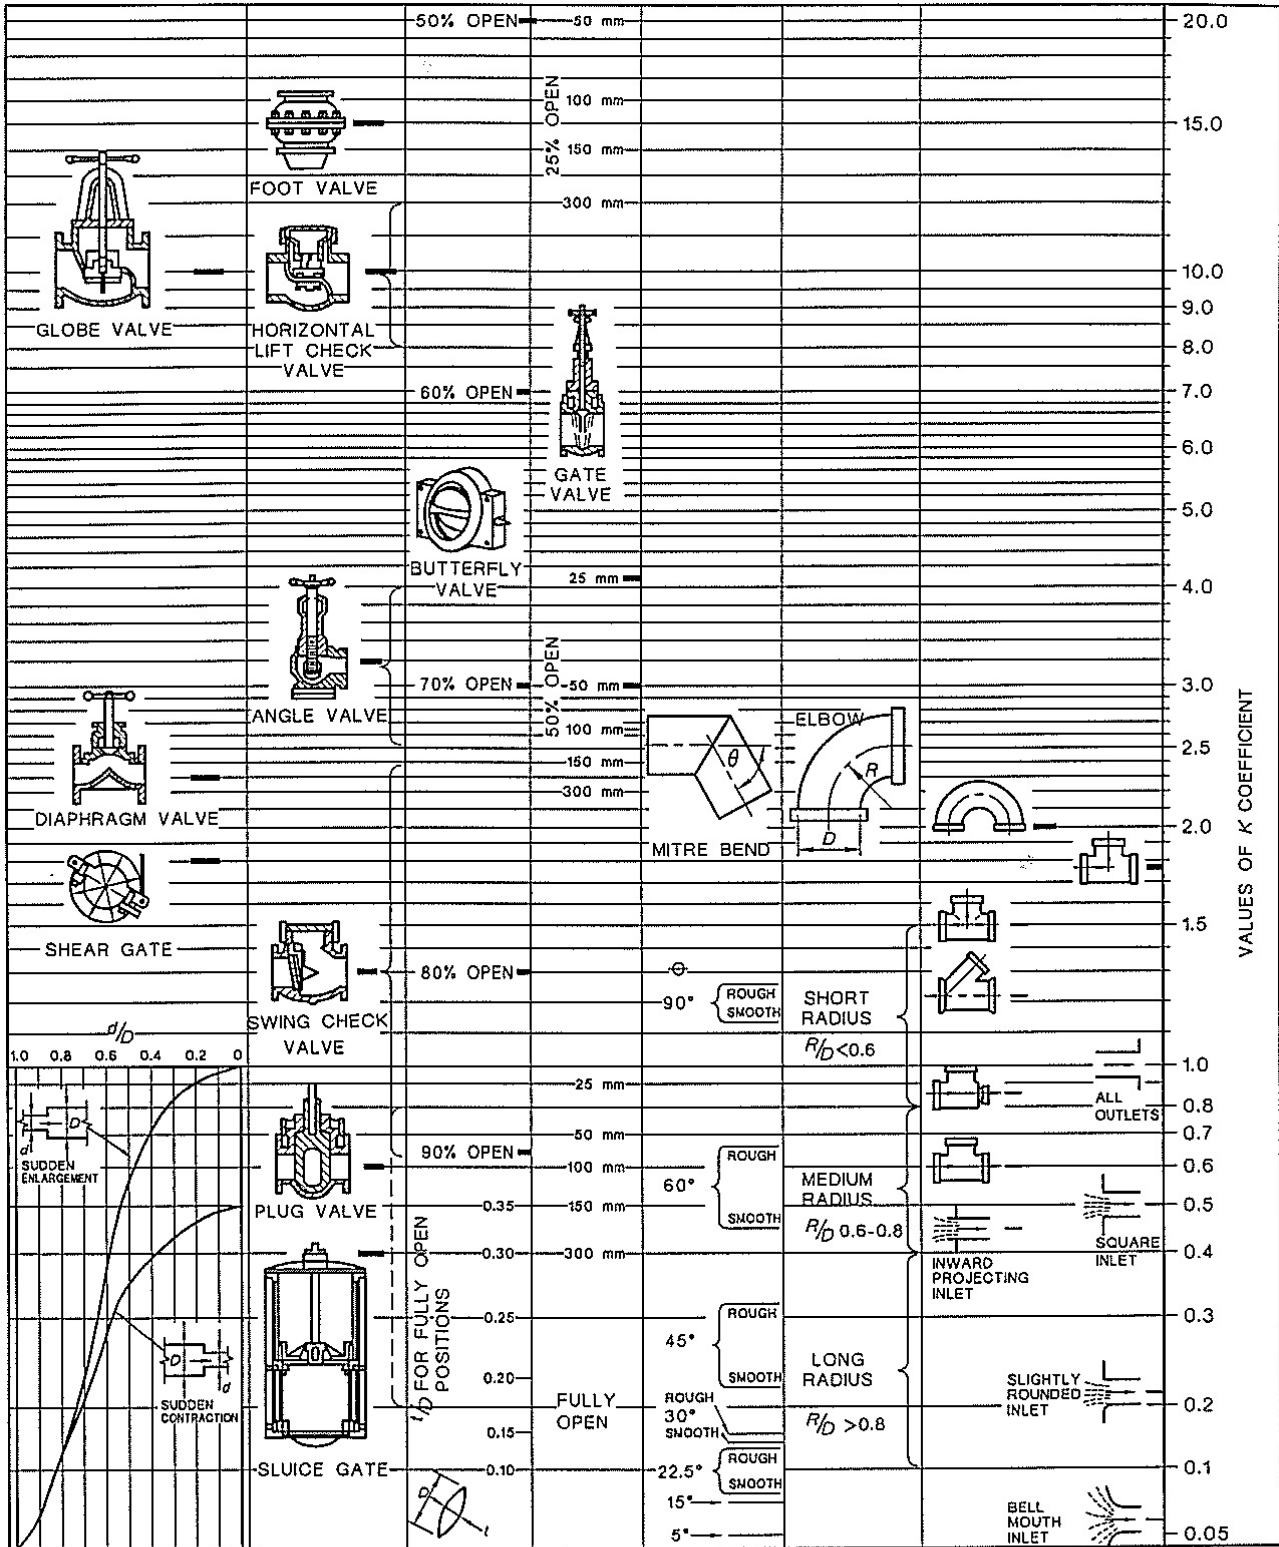 50% OPEN
50 mm
20.0
25% OPEN
100 mm
15.0
150 mm
FOOT VALVE
300 mm
10.0
9.0
GLOBE VALVE
HORIZONTAL
LIFT CHECK
VALVE
8.0
60% OPEN
7.0
6.0
GATE
VALVE
5.0
BUTTERFLY
VALVE
25 mm
4.0
50% OPEN
70% OPEN
50 mm
3.0
ANGLE VALVE
100 mm
ELBOW
2.5
150 mm
θ
R
300 mm
DIAPHRAGM VALVE
MITRE BEND
D
2.0
VALUES OF K COEFFICIENT
SHEAR GATE
1.5
80% OPEN
90°
ROUGH
SMOOTH
SHORT
RADIUS
R/D<0.6
SWING CHECK
VALVE
d/D
1.0 0.8 0.6 0.4 0.2 0
1.0
25 mm
ALL
OUTLETS
0.8
D
d
SUDDEN
ENLARGEMENT
50 mm
0.7
90% OPEN
100 mm
60°
ROUGH
SMOOTH
MEDIUM
RADIUS
R/D 0.6-0.8
0.6
PLUG VALVE
0.35
150 mm
0.5
SQUARE
INLET
0.30
300 mm
0.4
INWARD
PROJECTING
INLET
t/D FOR FULLY OPEN
POSITIONS
0.25
45°
ROUGH
SMOOTH
0.3
D
d
SUDDEN
CONTRACTION
0.20
LONG
RADIUS
R/D >0.8
FULLY
OPEN
ROUGH
30°
SMOOTH
SLIGHTLY
ROUNDED
INLET
0.2
0.15
SLUICE GATE
0.10
22.5°
ROUGH
SMOOTH
0.1
D
t
15°
5°
BELL
MOUTH
INLET
0.05